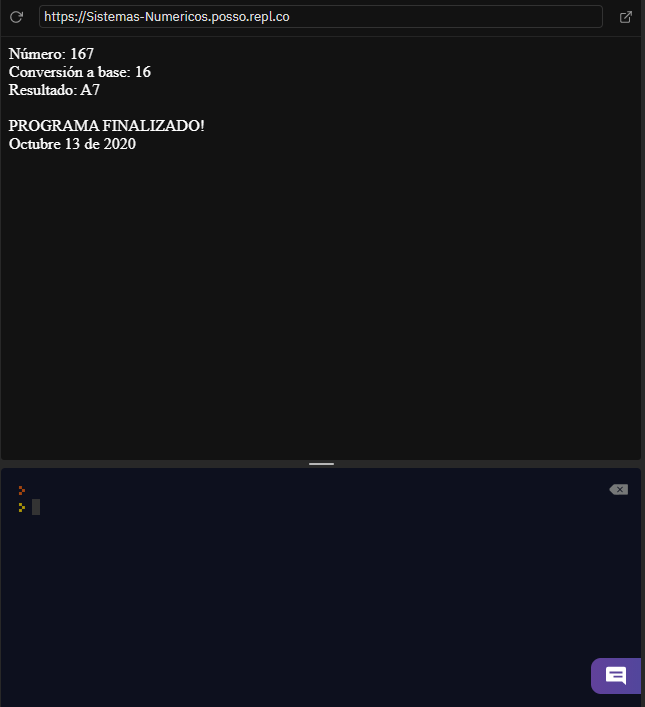 https://Sistemas-Numericos.posso.repl.co
Número: 167
Conversión a base: 16
Resultado: A7
PROGRAMA FINALIZADO!
Octubre 13 de 2020
>
>